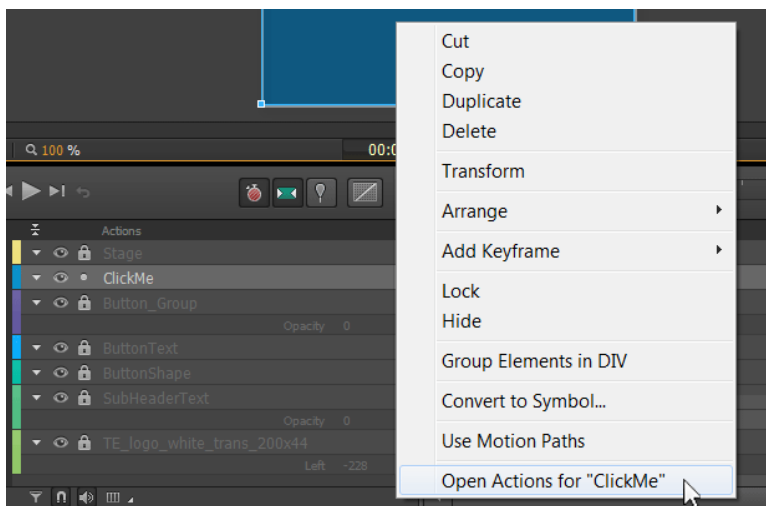 Cut
Copy
Duplicate
Delete
Transform
Arrange
Add Keyframe
Lock
Hide
Group Elements in DIV
Convert to Symbol...
Use Motion Paths
Open Actions for "ClickMe"
100 %
00:0
Actions
Stage
ClickMe
Button_Group
Opacity 0
ButtonText
ButtonShape
SubHeaderText
Opacity 0
TE_logo_white_trans_200x44
Left -228